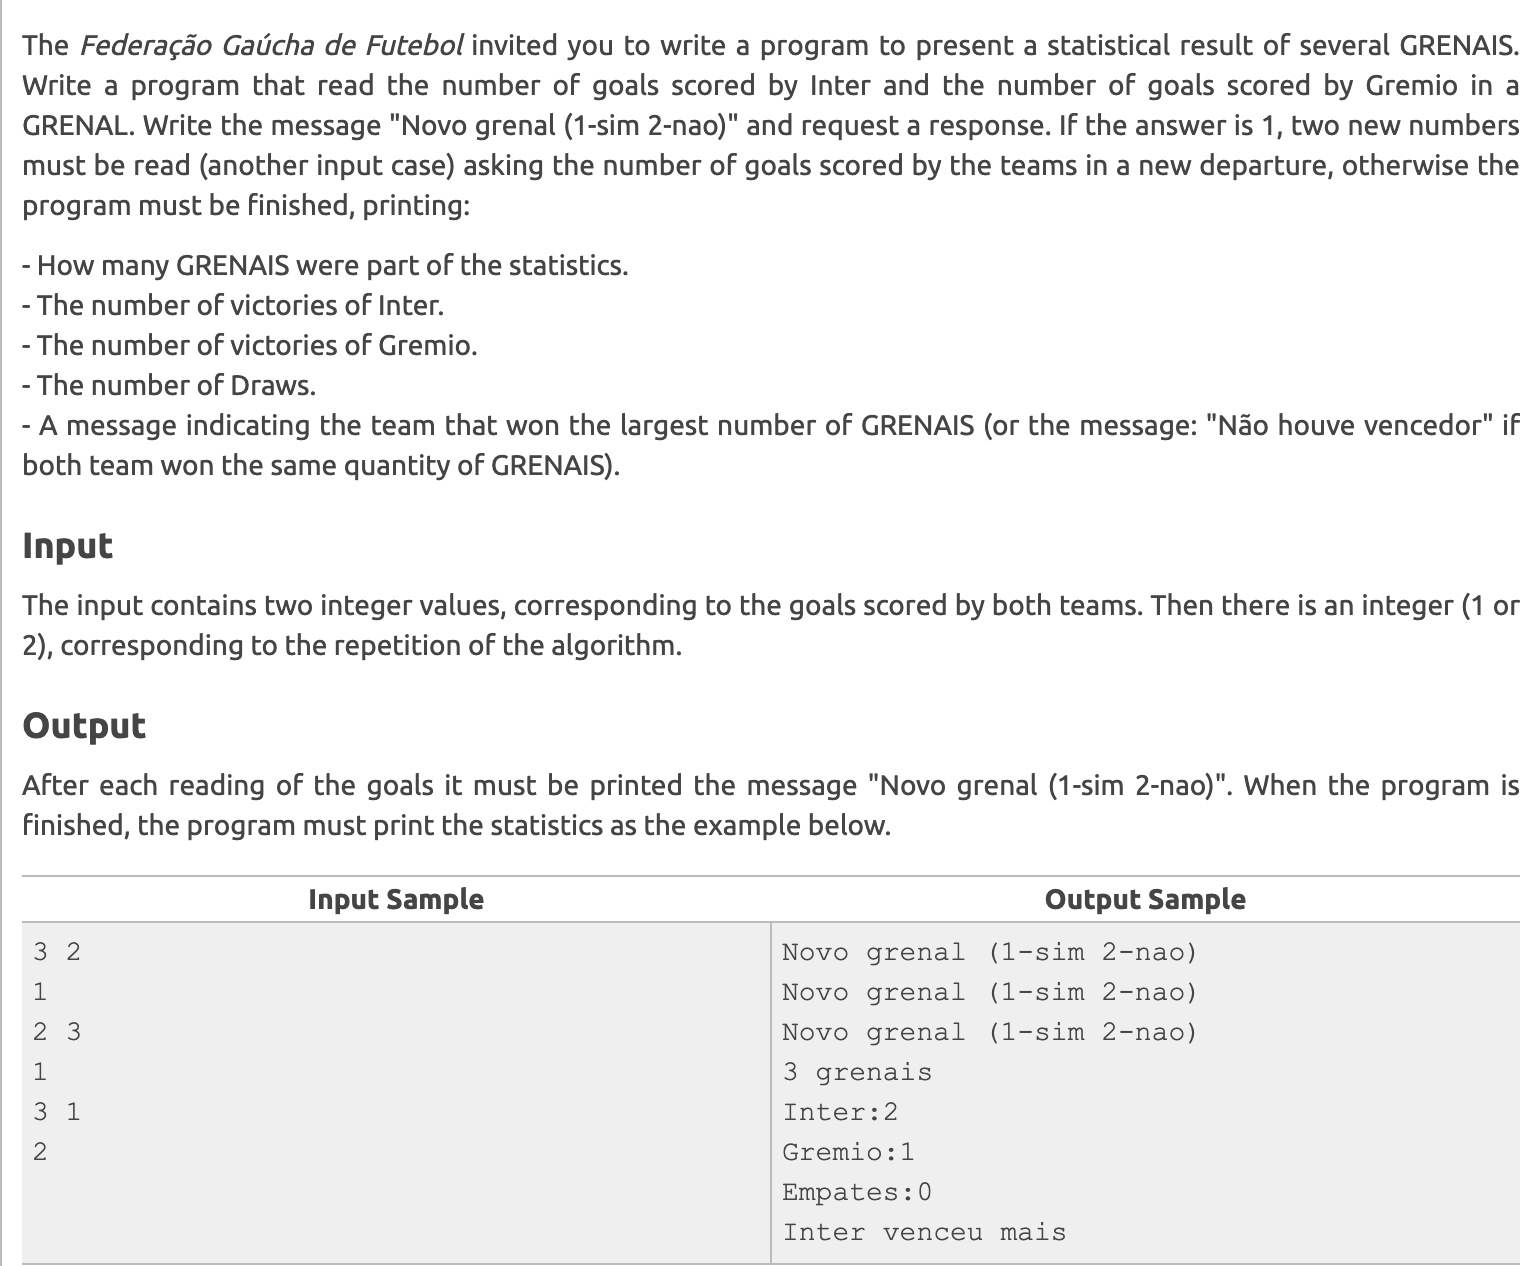 The Federação Gaúcha de Futebol invited you to write a program to present a statistical result of several GRENAIS.
Write a program that read the number of goals scored by Inter and the number of goals scored by Gremio in a
GRENAL. Write the message "Novo grenal (1-sim 2-nao)" and request a response. If the answer is 1, two new numbers
must be read (another input case) asking the number of goals scored by the teams in a new departure, otherwise the
program must be finished, printing:
- How many GRENAIS were part of the statistics.
- The number of victories of Inter.
- The number of victories of Gremio.
- The number of Draws.
- A message indicating the team that won the largest number of GRENAIS (or the message: "Não houve vencedor" if
both team won the same quantity of GRENAIS).
Input
The input contains two integer values, corresponding to the goals scored by both teams. Then there is an integer (1 or
2), corresponding to the repetition of the algorithm.
Output
After each reading of the goals it must be printed the message "Novo grenal (1-sim 2-nao)". When the program is
finished, the program must print the statistics as the example below.
Input Sample
3 2
1
2 3
1
3 1
2
Output Sample
Novo grenal (1-sim 2-nao)
Novo grenal (1-sim 2-nao)
Novo grenal (1-sim 2-nao)
3 grenais
Inter:2
Gremio:1
Empates:0
Inter venceu mais